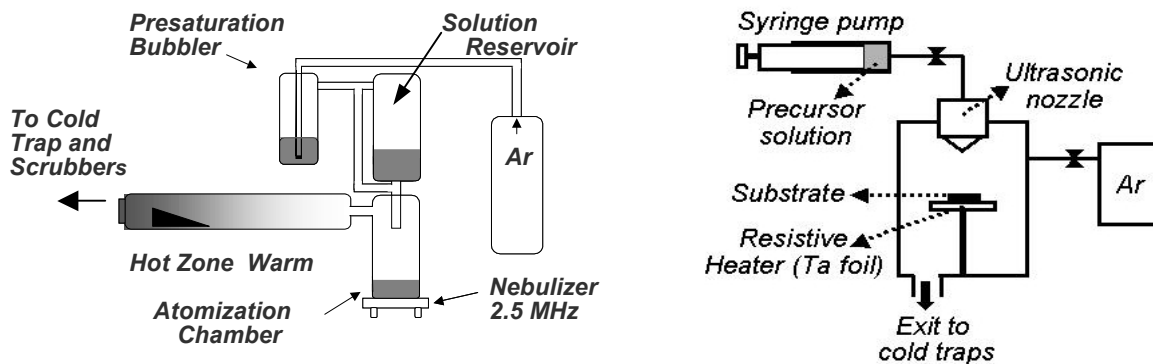 Presaturation
Bubbler
Solution
Reservoir
To Cold
Trap and
Scrubbers
Ar
Hot Zone Warm
Atomization
Chamber
Nebulizer
2.5 MHz
Syringe pump
Ultrasonic
nozzle
Precursor
solution
Substrate
Ar
Resistive
Heater (Ta foil)
Exit to
cold traps